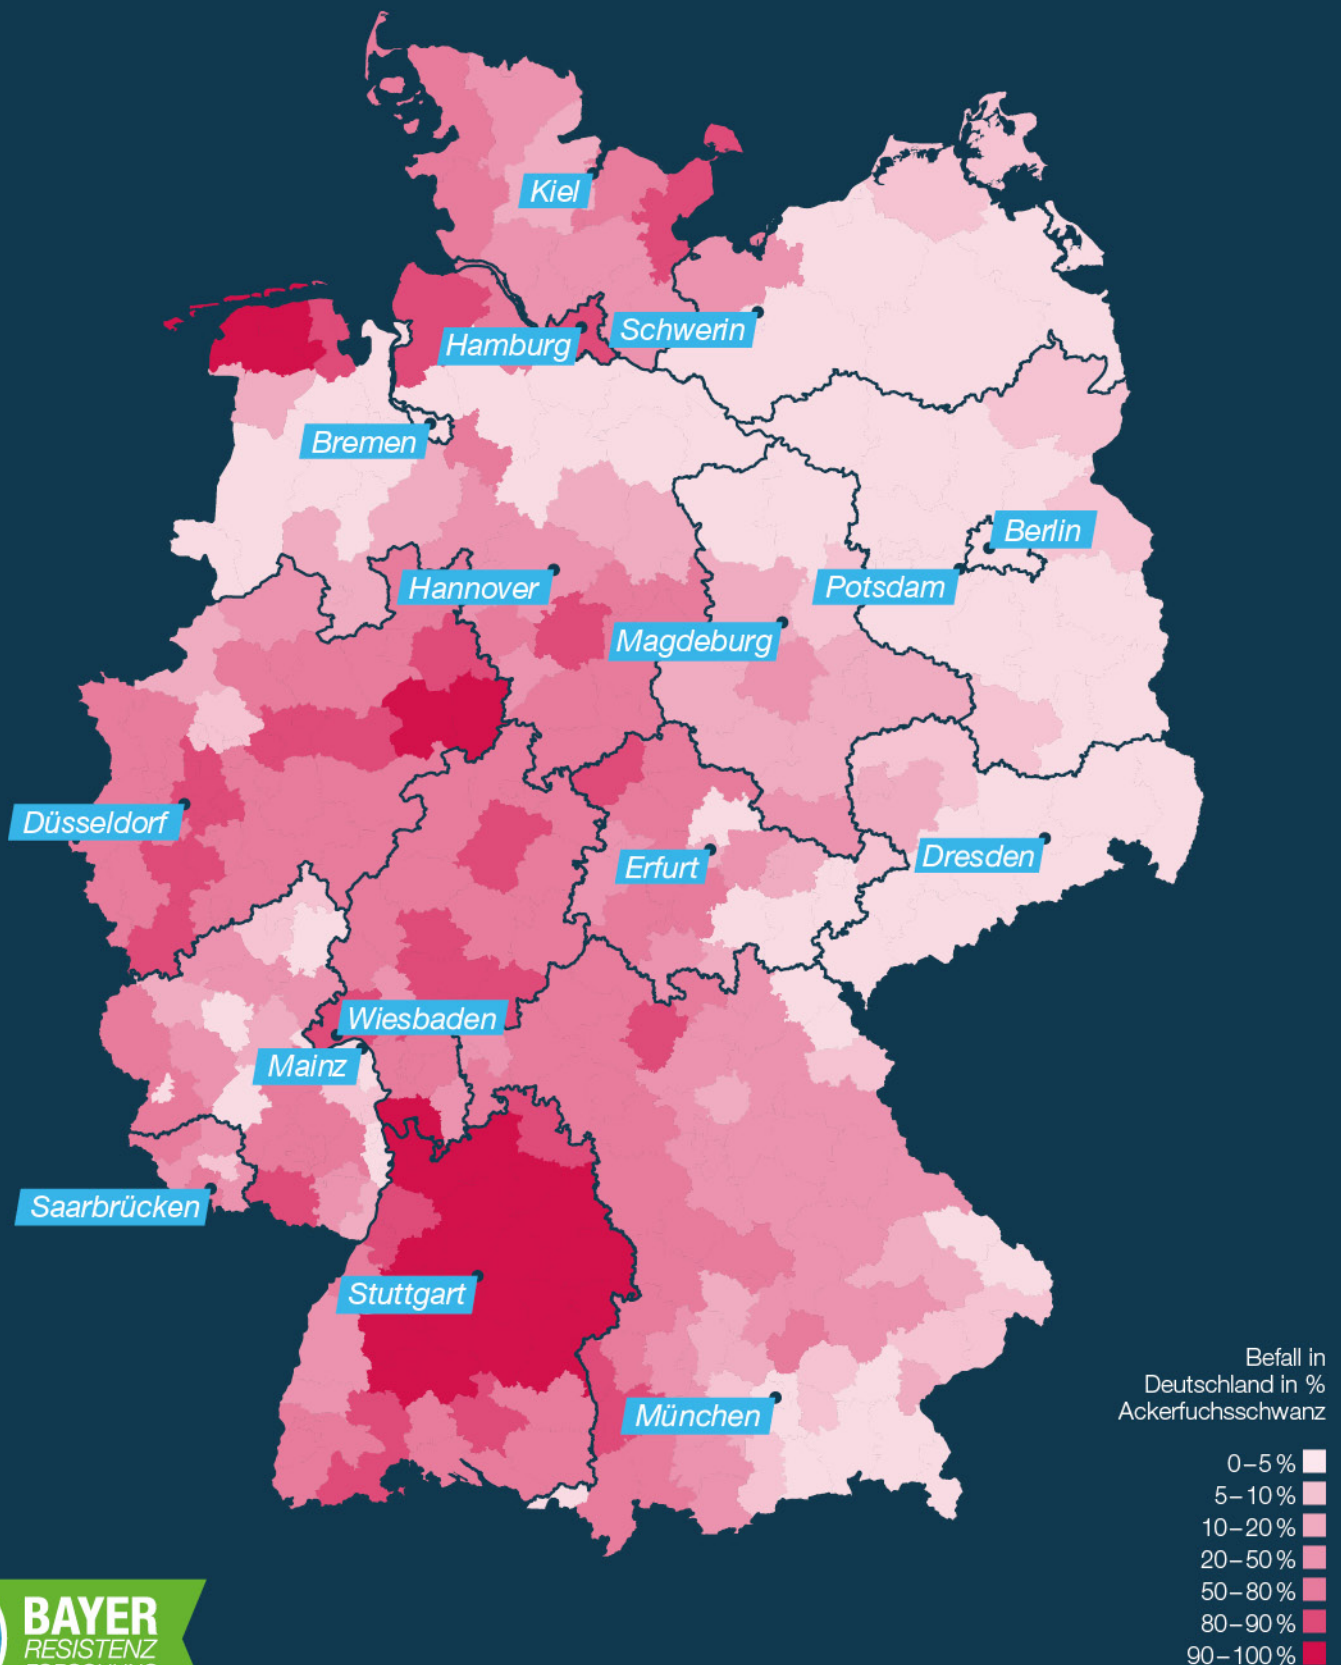 Kiel
Schwerin
Hamburg
Bremen
Berlin
Hannover
Potsdam
Magdeburg
Düsseldorf
Erfurt
Dresden
Wiesbaden
Mainz
Saarbrücken
Stuttgart
München
Befall in
Deutschland in %
Ackerfuchsschwanz
0–5 %
5–10 %
10–20 %
20–50 %
50–80 %
80–90 %
90–100 %
BAYER
RESISTENZ